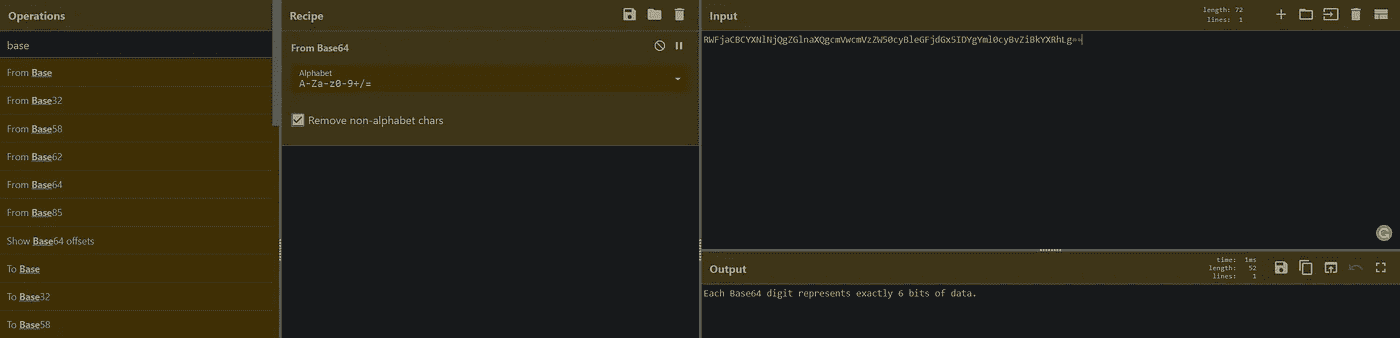 Operations
base
From Base
From Base32
From Base58
From Base62
From Base64
From Base85
Show Base64 offsets
To Base
To Base32
To Base58
Recipe
From Base64
Alphabet
A-Za-z0-9+/=
Remove non-alphabet chars
Input
length: 72
lines: 1
RWFjaCBCYXNlNjQgZGlnaXQgcmVwcmVzZW50cyBleGFjdGx5IDYgYml0cyBvZiBkYXRhLg==
Output
time: 1ms
length: 52
lines: 1
Each Base64 digit represents exactly 6 bits of data.